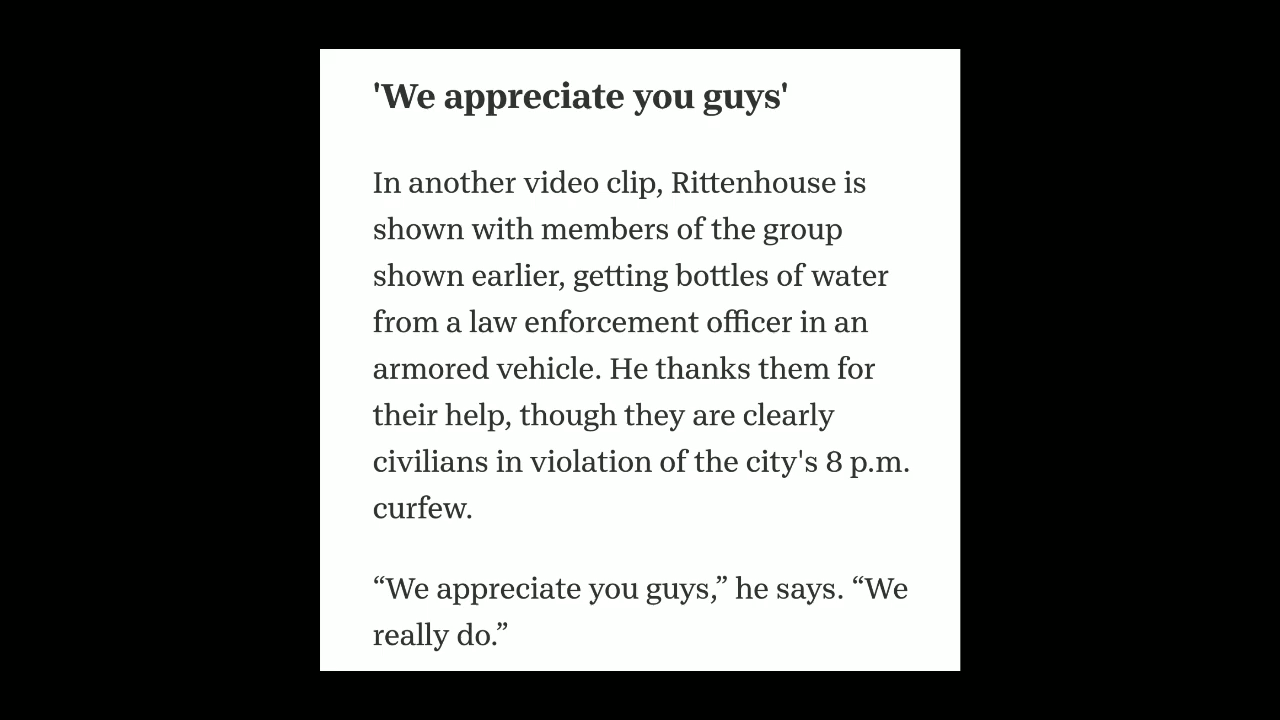 'We appreciate you guys'
In another video clip, Rittenhouse is
shown with members of the group
shown earlier, getting bottles of water
from a law enforcement officer in an
armored vehicle. He thanks them for
their help, though they are clearly
civilians in violation of the city's 8 p.m.
curfew.
“We appreciate you guys,” he says. “We
really do.”